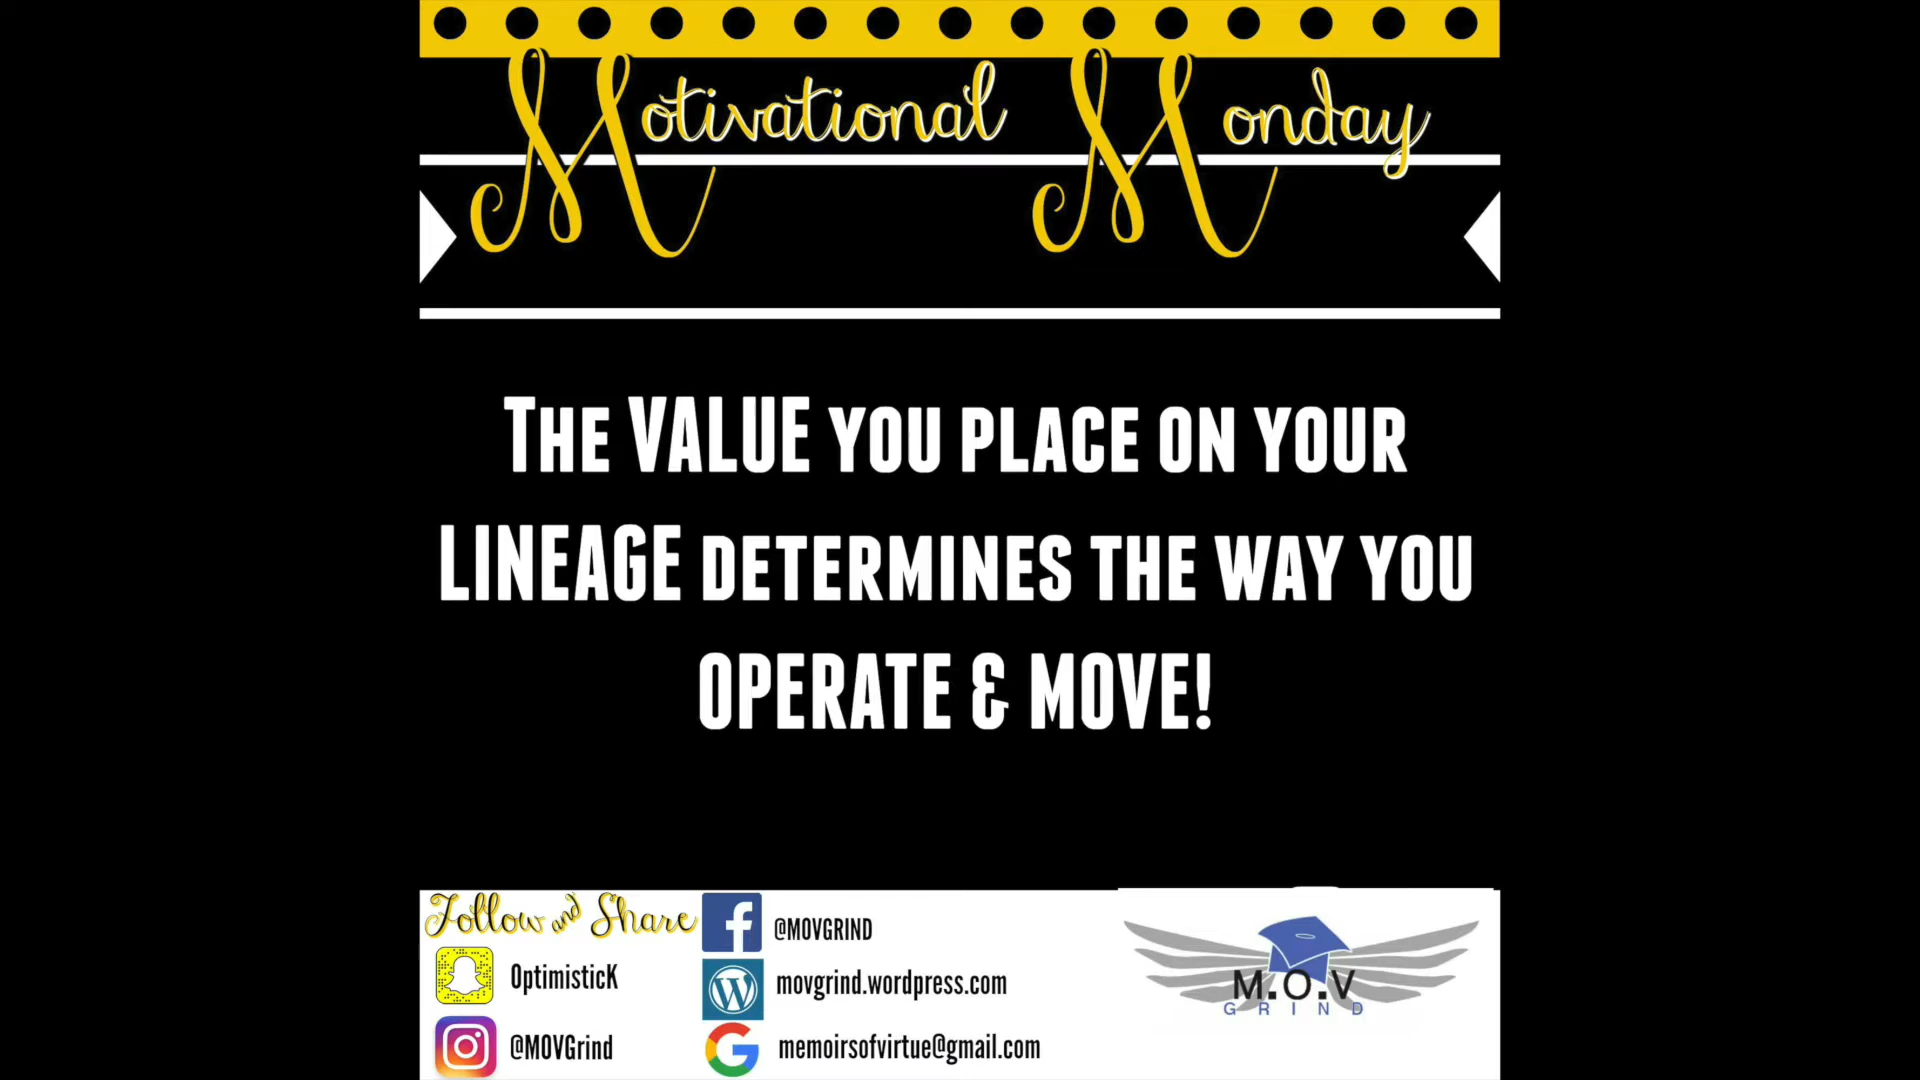 Motivational Monday
The VALUE you place on your
LINEAGE determines the way you
OPERATE & MOVE!
Follow and Share
@MOVGRIND
OptimisticK
movgrind.wordpress.com
@MOVGrind
memoirsofvirtue@gmail.com
M.O.V
GRIND